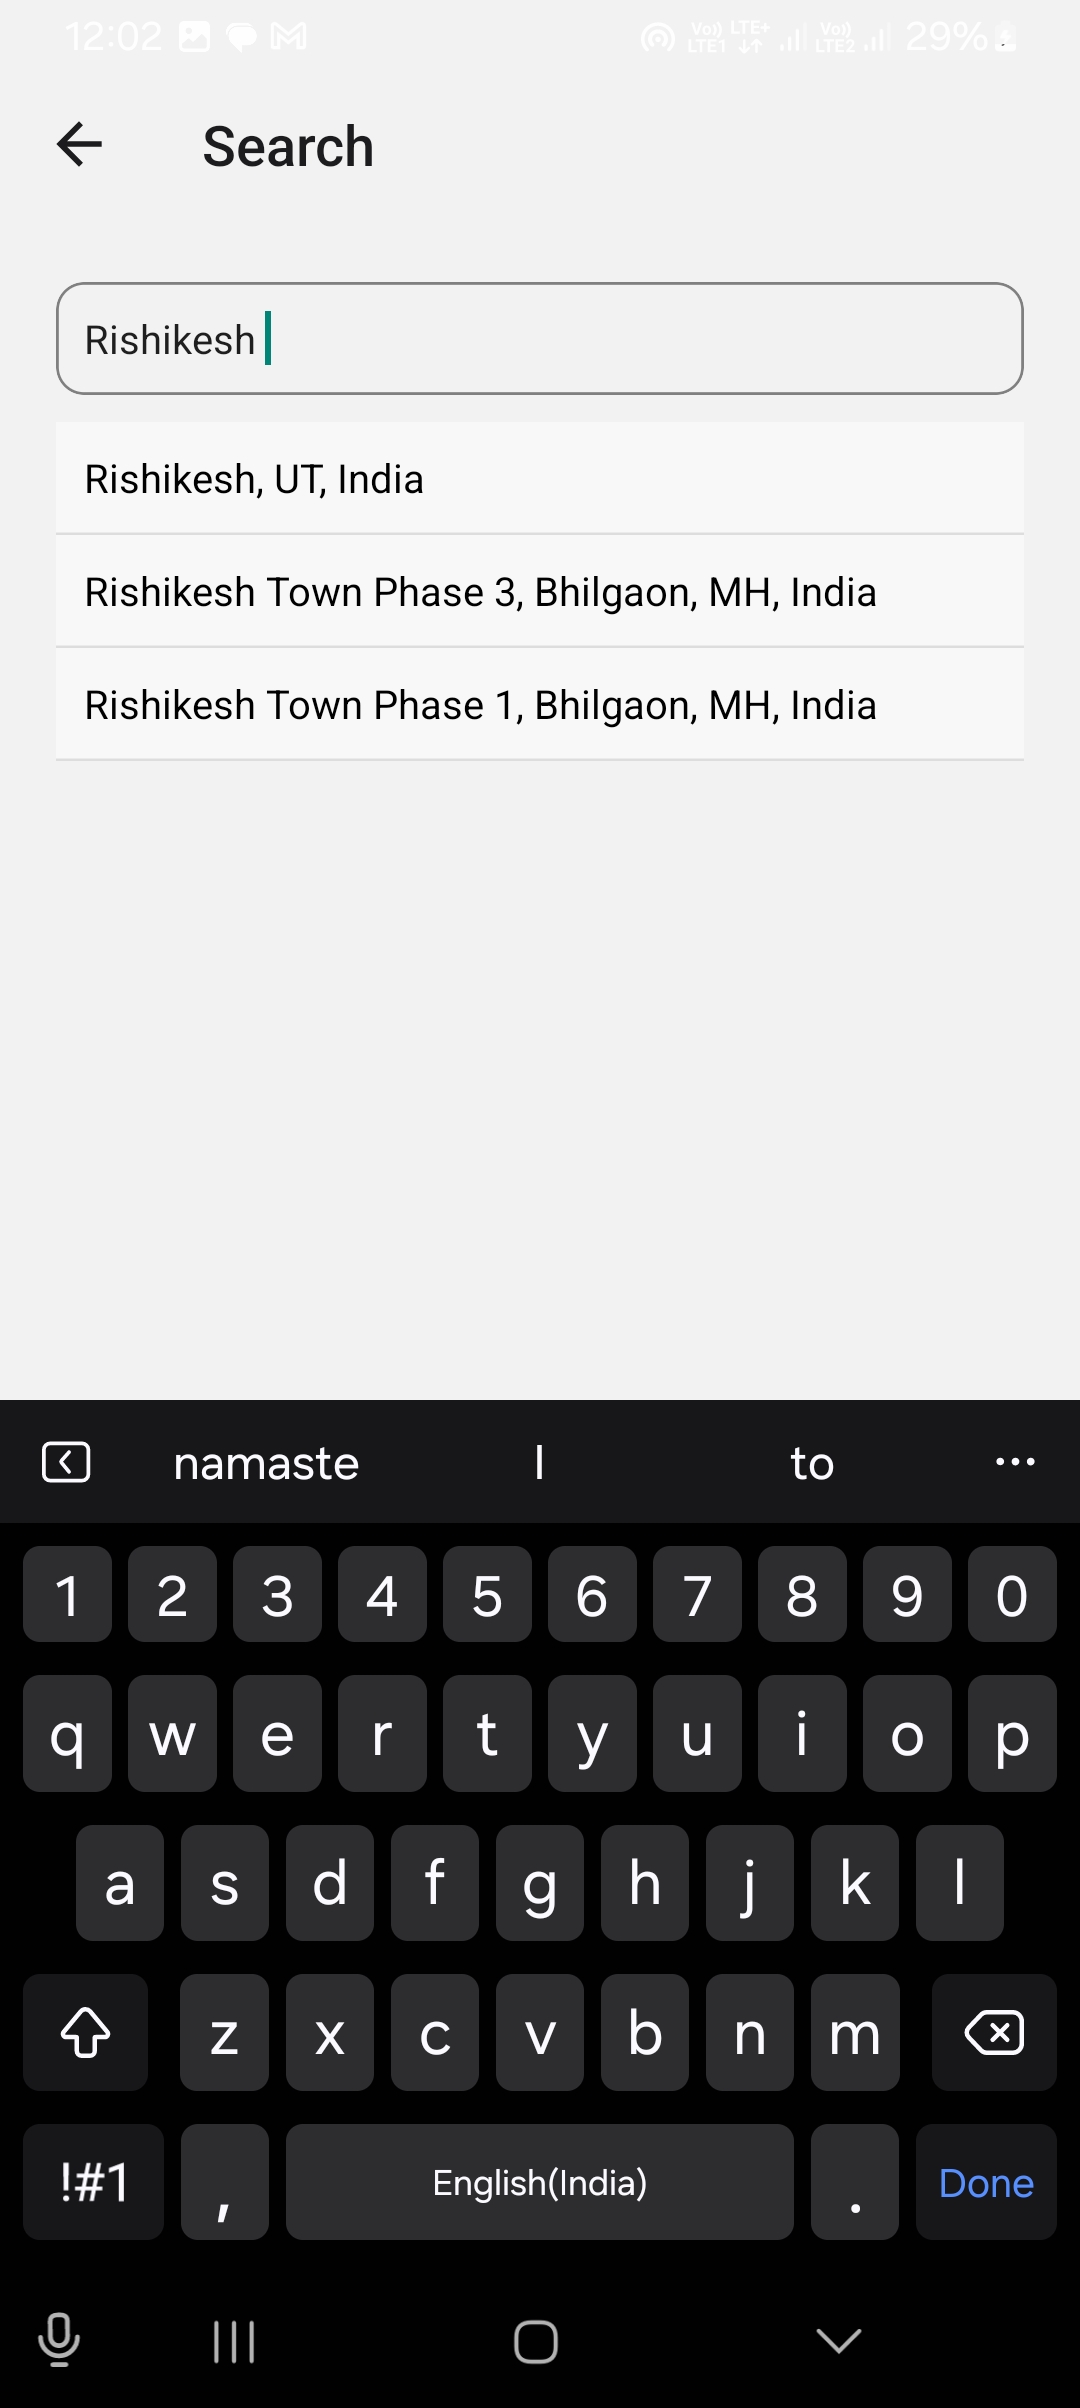 12:02 Vo)) LTE1 LTE+ Vo)) LTE2 29%
Search
Rishikesh
Rishikesh, UT, India
Rishikesh Town Phase 3, Bhilgaon, MH, India
Rishikesh Town Phase 1, Bhilgaon, MH, India
namaste I to ...
1 2 3 4 5 6 7 8 9 0
q w e r t y u i o p
a s d f g h j k l
z x c v b n m
!#1 , English(India) . Done